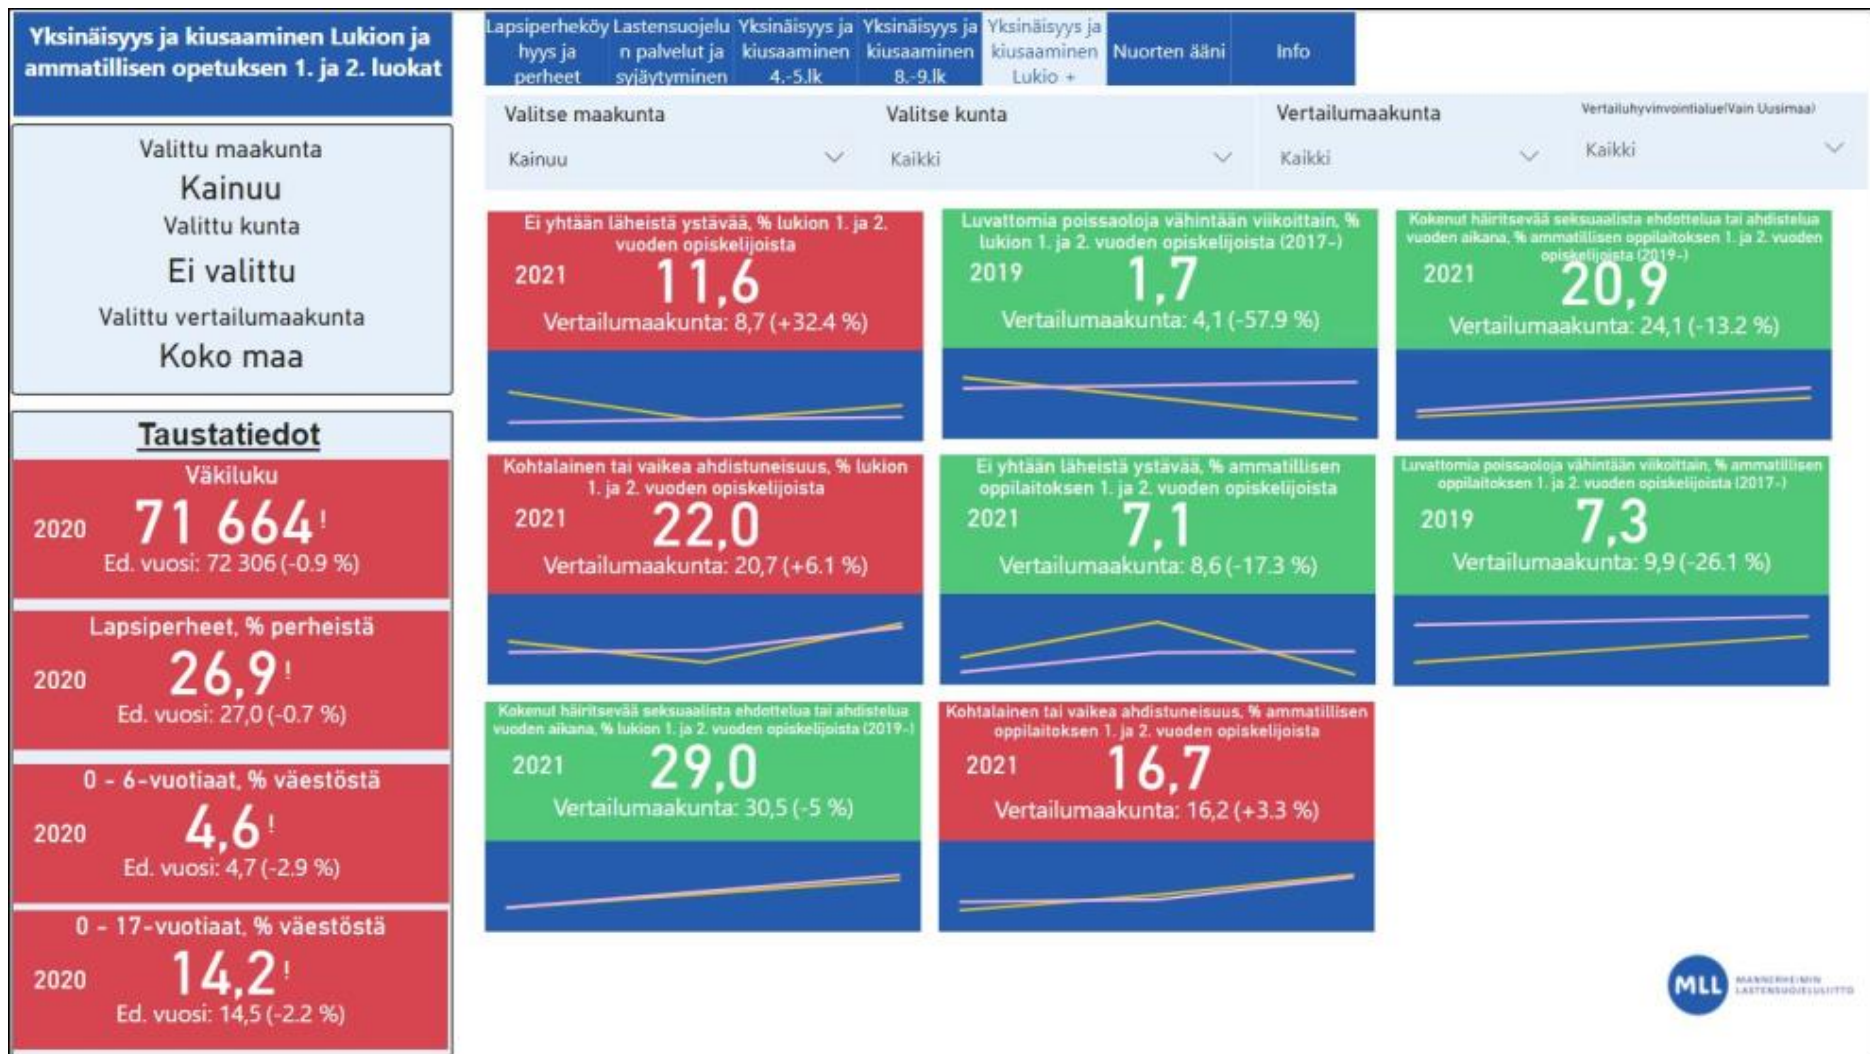 Yksinäisyys ja kiusaaminen Lukion ja
ammatillisen opetuksen 1. ja 2. luokat
Valittu maakunta
Kainuu
Valittu kunta
Ei valittu
Valittu vertailumaakunta
Koko maa
Taustatiedot
Väkiluku
2020 71 664!
Ed. vuosi: 72 306 (-0.9 %)
Lapsiperheet, % perheistä
2020 26,9!
Ed. vuosi: 27,0 (-0.7 %)
0 - 6-vuotiaat, % väestöstä
2020 4,6!
Ed. vuosi: 4,7 (-2.9 %)
0 - 17-vuotiaat, % väestöstä
2020 14,2!
Ed. vuosi: 14,5 (-2.2 %)
Lapsiperheköy
hyys ja
perheet
Lastensuojelu
n palvelut ja
syjäytyminen
Yksinäisyys ja
kiusaaminen
4.-5.lk
Yksinäisyys ja
kiusaaminen
8.-9.lk
Yksinäisyys ja
kiusaaminen
Lukio +
Nuorten ääni
Info
Valitse maakunta
Kainuu
Valitse kunta
Kaikki
Vertailumaakunta
Kaikki
Vertailuhyvinvointialue(Vain Uusimaa)
Kaikki
Ei yhtään läheistä ystävää, % lukion 1. ja 2.
vuoden opiskelijoista
2021 11,6
Vertailumaakunta: 8,7 (+32.4 %)
Luvattomia poissaoloja vähintään viikoittain, %
lukion 1. ja 2. vuoden opiskelijoista (2017-)
2019 1,7
Vertailumaakunta: 4,1 (-57.9 %)
Kokenut häiritsevää seksuaalista ehdottelua tai ahdistelua
vuoden aikana, % ammatillisen oppilaitoksen 1. ja 2. vuoden
opiskelijoista (2019-)
2021 20,9
Vertailumaakunta: 24,1 (-13.2 %)
Kohtalainen tai vaikea ahdistuneisuus, % lukion
1. ja 2. vuoden opiskelijoista
2021 22,0
Vertailumaakunta: 20,7 (+6.1 %)
Ei yhtään läheistä ystävää, % ammatillisen
oppilaitoksen 1. ja 2. vuoden opiskelijoista
2021 7,1
Vertailumaakunta: 8,6 (-17.3 %)
Luvattomia poissaoloja vähintään viikoittain, % ammatillisen
oppilaitoksen 1. ja 2. vuoden opiskelijoista (2017-)
2019 7,3
Vertailumaakunta: 9,9 (-26.1 %)
Kokenut häiritsevää seksuaalista ehdottelua tai ahdistelua
vuoden aikana, % lukion 1. ja 2. vuoden opiskelijoista (2019-)
2021 29,0
Vertailumaakunta: 30,5 (-5 %)
Kohtalainen tai vaikea ahdistuneisuus, % ammatillisen
oppilaitoksen 1. ja 2. vuoden opiskelijoista
2021 16,7
Vertailumaakunta: 16,2 (+3.3 %)
MLL
MANNERHEIMIN
LASTENSUOJELULIITTO